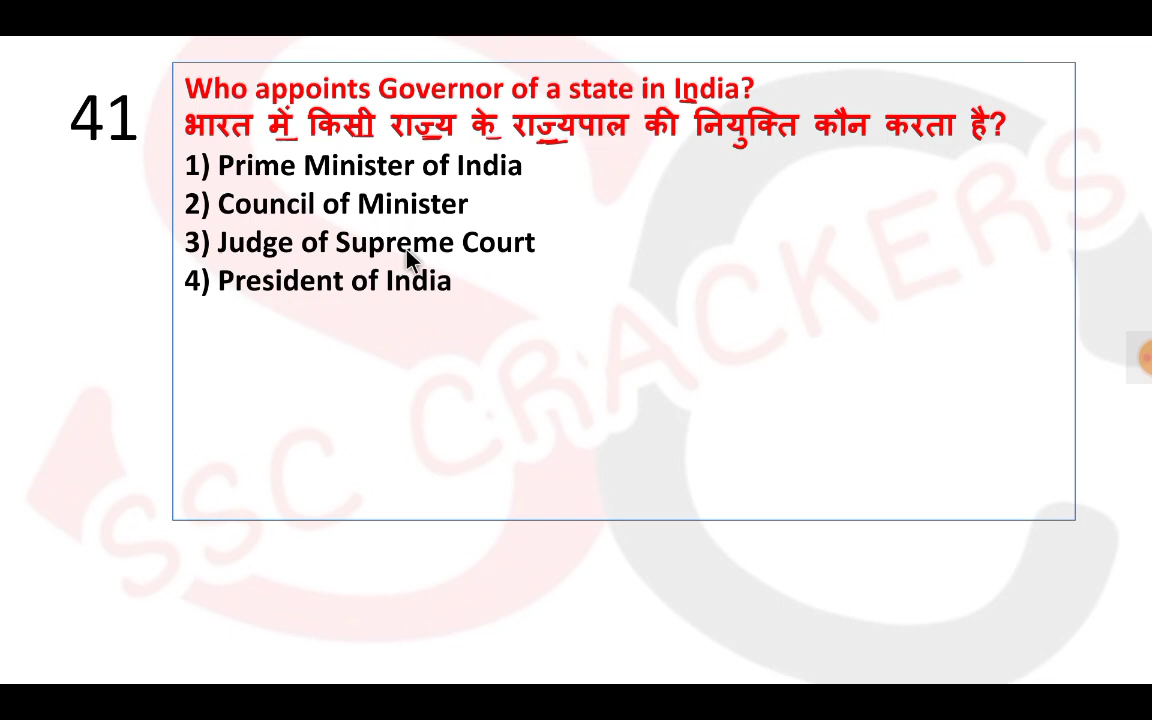 41
Who appoints Governor of a state in India?
भारत में किसी राज्य के राज्यपाल की नियुक्ति कौन करता है?
1) Prime Minister of India
2) Council of Minister
3) Judge of Supreme Court
4) President of India
SSC CRACKERS